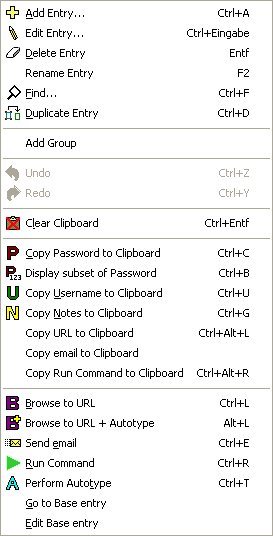 Add Entry... Ctrl+A
Edit Entry... Ctrl+Eingabe
Delete Entry Entf
Rename Entry F2
Find... Ctrl+F
Duplicate Entry Ctrl+D
Add Group
Undo Ctrl+Z
Redo Ctrl+Y
Clear Clipboard Ctrl+Entf
P Copy Password to Clipboard Ctrl+C
P123 Display subset of Password Ctrl+B
U Copy Username to Clipboard Ctrl+U
N Copy Notes to Clipboard Ctrl+G
Copy URL to Clipboard Ctrl+Alt+L
Copy email to Clipboard
Copy Run Command to Clipboard Ctrl+Alt+R
B Browse to URL Ctrl+L
B Browse to URL + Autotype Alt+L
Send email Ctrl+E
Run Command Ctrl+R
A Perform Autotype Ctrl+T
Go to Base entry
Edit Base entry